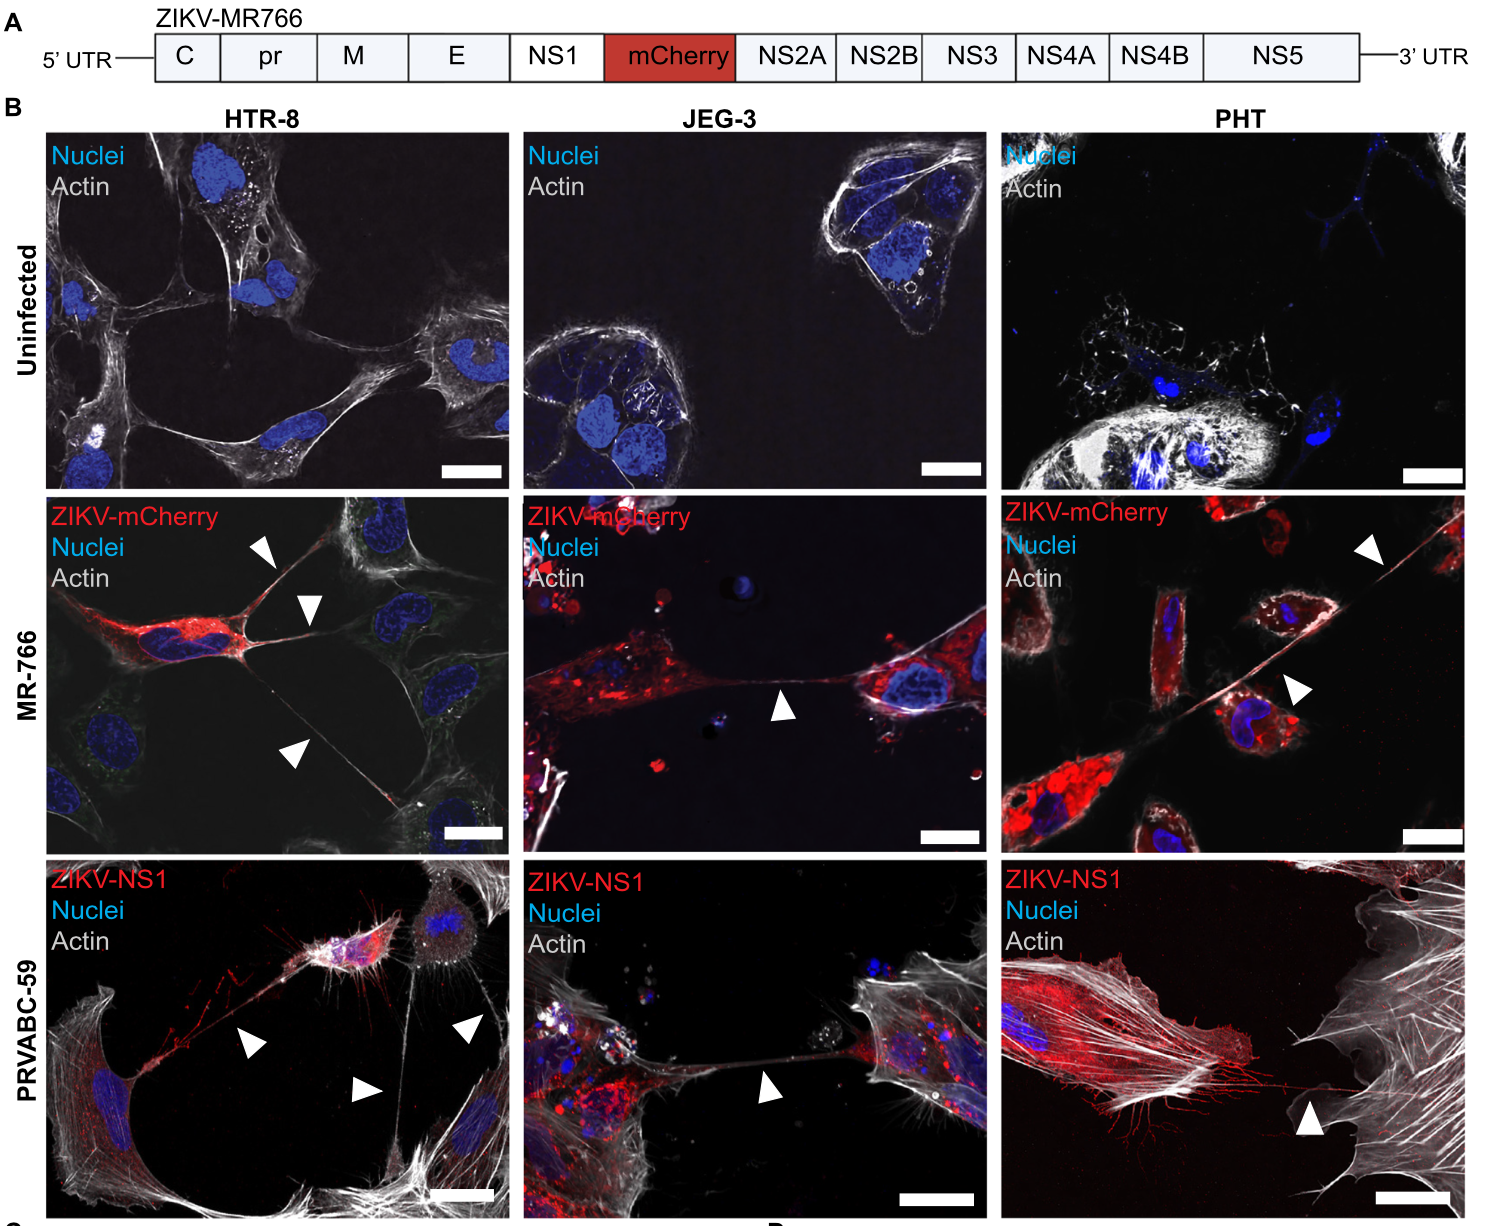 A
ZIKV-MR766
5’ UTR C pr M E NS1 mCherry NS2A NS2B NS3 NS4A NS4B NS5 3’ UTR
B
HTR-8 JEG-3 PHT
Uninfected
Nuclei
Actin
Nuclei
Actin
Nuclei
Actin
MR-766
ZIKV-mCherry
Nuclei
Actin
ZIKV-mCherry
Nuclei
Actin
ZIKV-mCherry
Nuclei
Actin
PRVABC-59
ZIKV-NS1
Nuclei
Actin
ZIKV-NS1
Nuclei
Actin
ZIKV-NS1
Nuclei
Actin